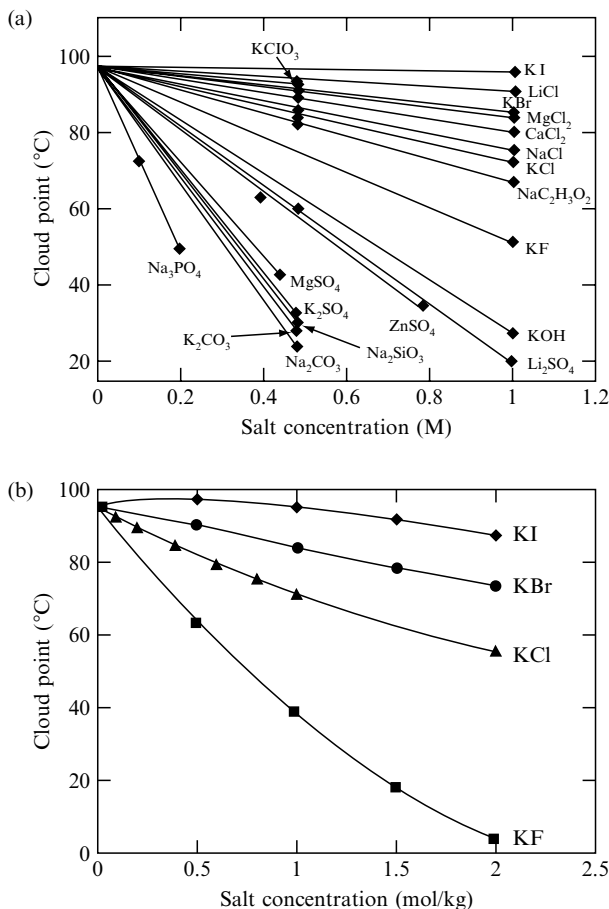 (a)
100
80
60
40
20
Cloud point (°C)
KClO₃
KI
LiCl
KBr
MgCl₂
CaCl₂
NaCl
KCl
NaC₂H₃O₂
KF
Na₃PO₄
MgSO₄
K₂SO₄
ZnSO₄
KOH
K₂CO₃
Na₂SiO₃
Na₂CO₃
Li₂SO₄
0 0.2 0.4 0.6 0.8 1 1.2
Salt concentration (M)
(b)
100
80
60
40
20
0
Cloud point (°C)
KI
KBr
KCl
KF
0 0.5 1 1.5 2 2.5
Salt concentration (mol/kg)